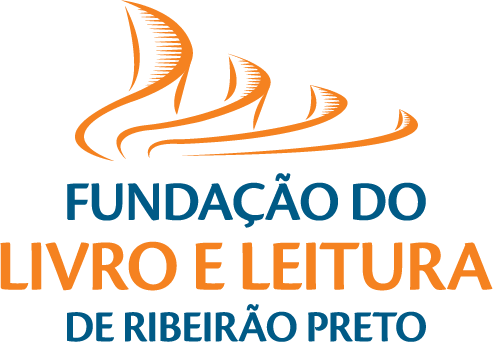 FUNDAÇÃO DO
LIVRO E LEITURA
DE RIBEIRÃO PRETO